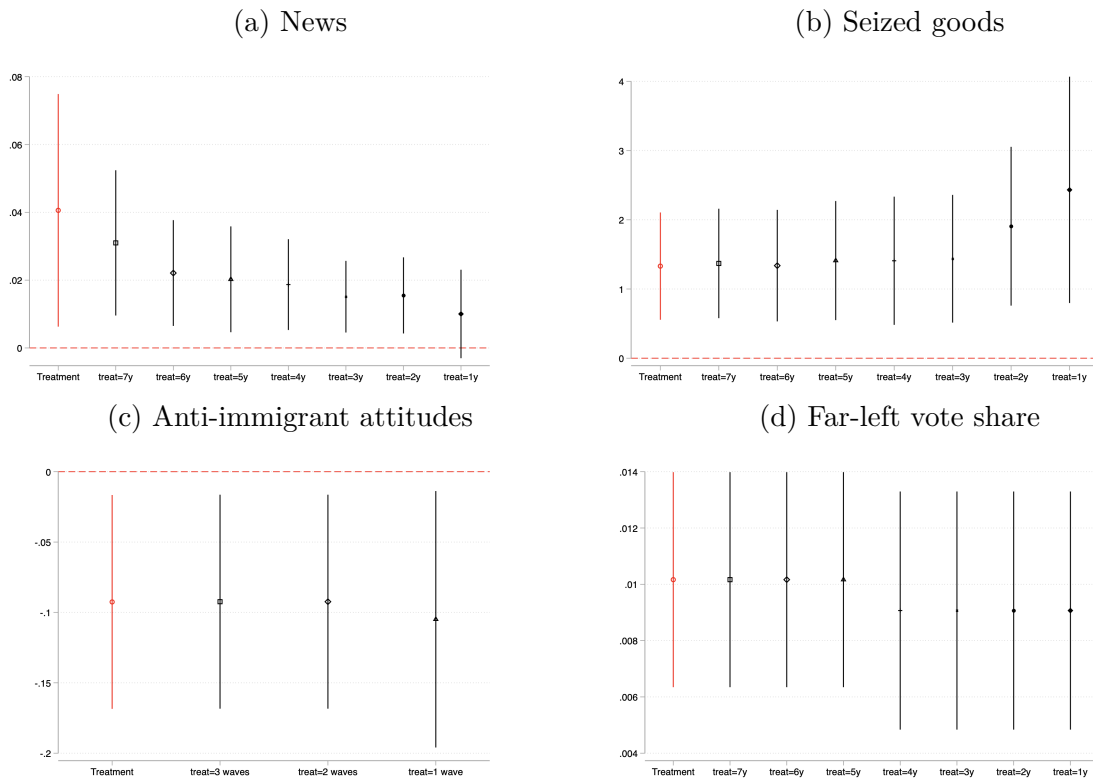 (a) News
.08
.06
.04
.02
0
Treatment treat=7y treat=6y treat=5y treat=4y treat=3y treat=2y treat=1y
(b) Seized goods
4
3
2
1
0
Treatment treat=7y treat=6y treat=5y treat=4y treat=3y treat=2y treat=1y
(c) Anti-immigrant attitudes
0
-.05
-.1
-.15
-.2
Treatment treat=3 waves treat=2 waves treat=1 wave
(d) Far-left vote share
.014
.012
.01
.008
.006
.004
Treatment treat=7y treat=6y treat=5y treat=4y treat=3y treat=2y treat=1y